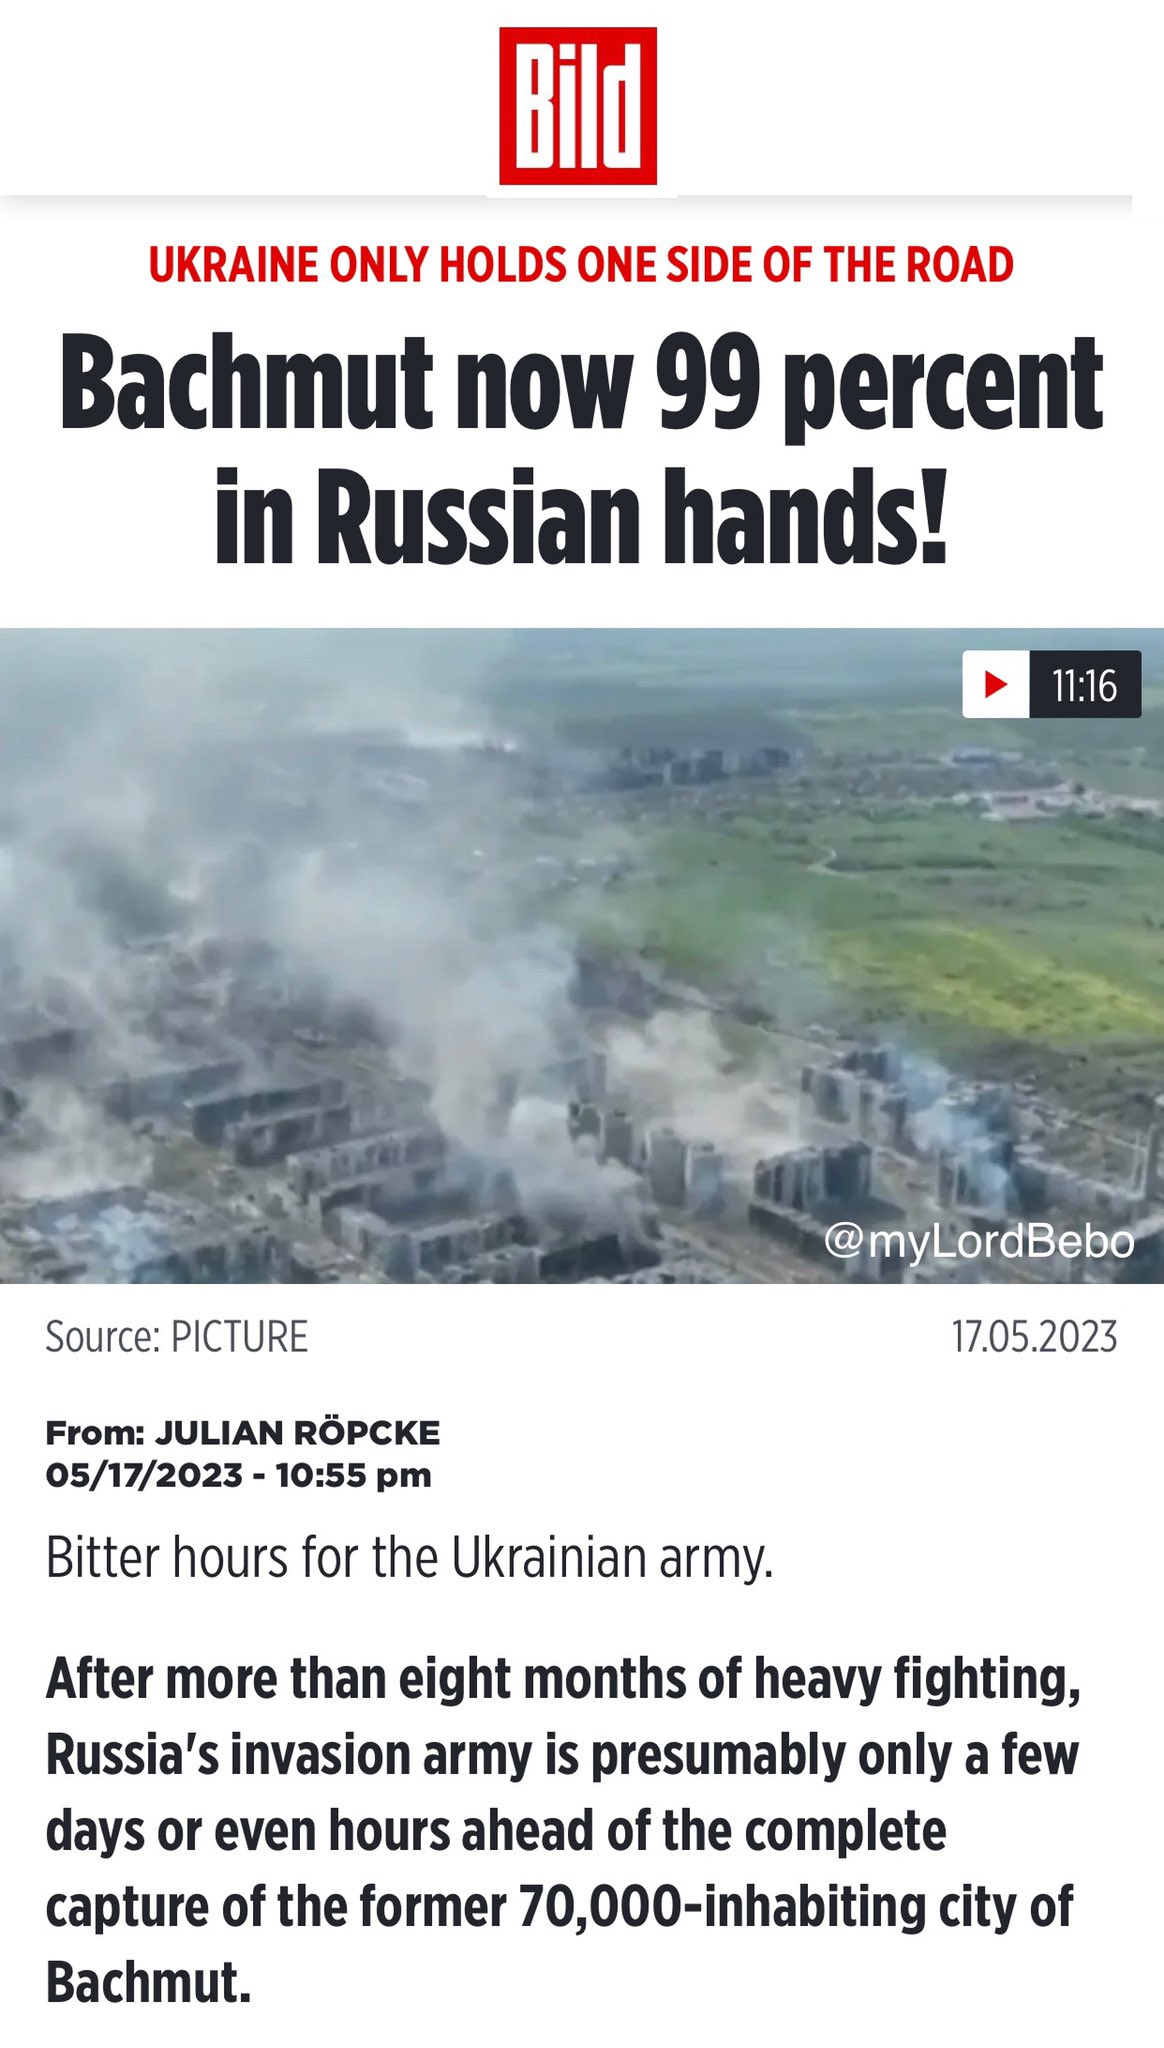 Bild
UKRAINE ONLY HOLDS ONE SIDE OF THE ROAD
Bachmut now 99 percent
in Russian hands!
11:16
@myLordBebo
Source: PICTURE
17.05.2023
From: JULIAN RÖPCKE
05/17/2023 - 10:55 pm
Bitter hours for the Ukrainian army.
After more than eight months of heavy fighting,
Russia's invasion army is presumably only a few
days or even hours ahead of the complete
capture of the former 70,000-inhabiting city of
Bachmut.